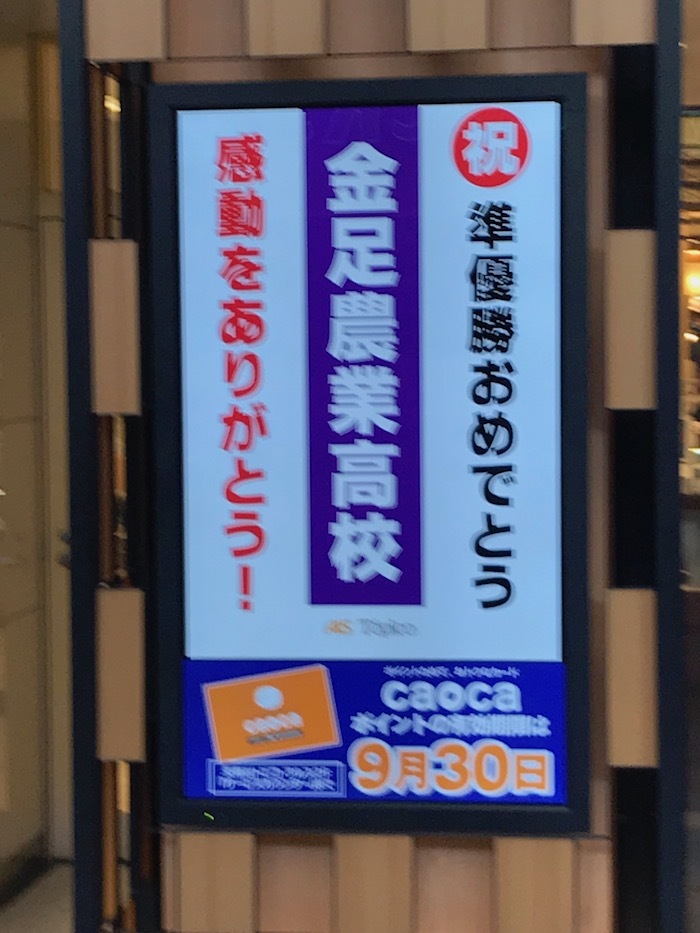 祝
準優勝おめでとう
金足農業高校
感動をありがとう!
Topico
caoca
ポイントの有効期限は
9月30日
caoca